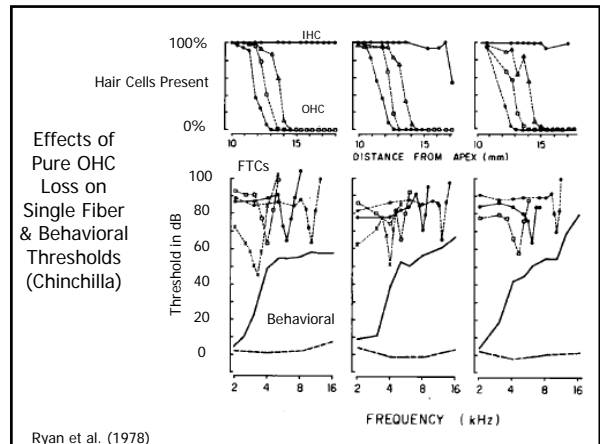 IHC
100%
Hair Cells Present
OHC
0%
10 15 10 15 10 15
DISTANCE FROM APEX (mm)
Effects of
Pure OHC
Loss on
Single Fiber
& Behavioral
Thresholds
(Chinchilla)
FTCs
Threshold in dB
100
80
60
40
20
0
Behavioral
2 4 8 16 2 4 8 16 2 4 8 16
FREQUENCY (kHz)
Ryan et al. (1978)